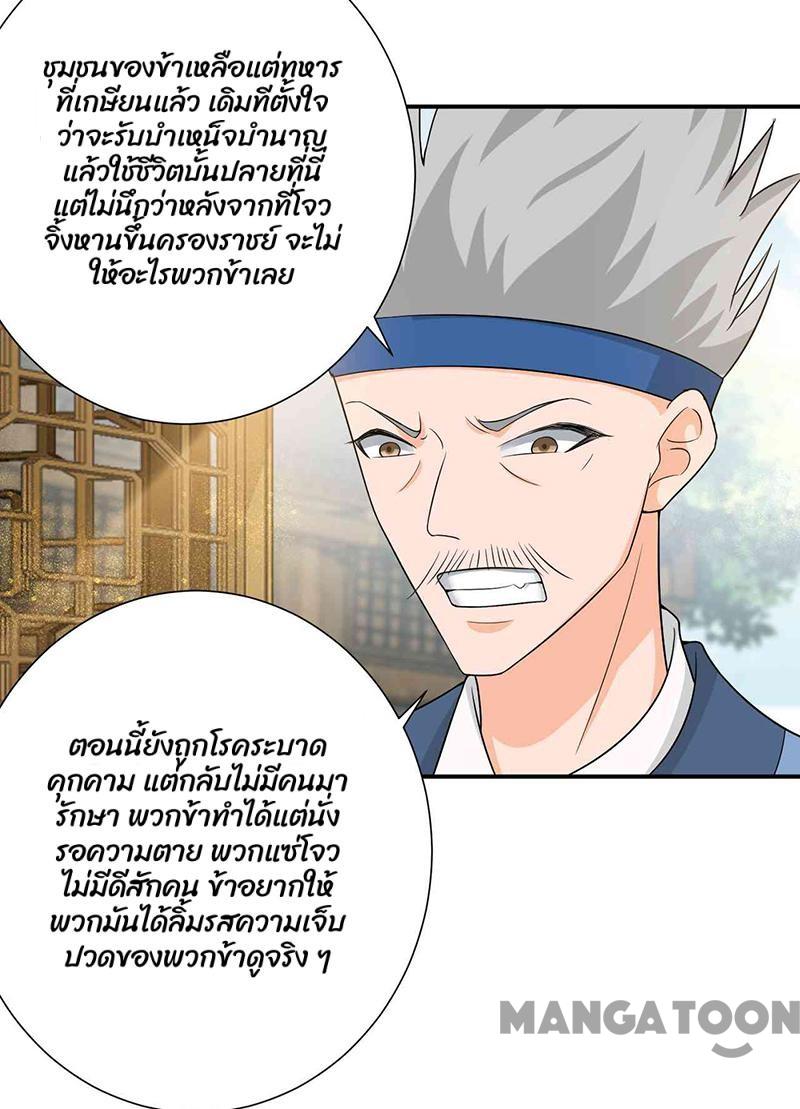 ชุมชนของข้าเหลือแต่ทหาร
ที่เกษียนแล้ว เดิมทีตั้งใจ
ว่าจะรับบำเหน็จบำนาญ
แล้วใช้ชีวิตบั้นปลายที่นี่
แต่ไม่นึกว่าหลังจากที่โจว
จิ้งหานขึ้นครองราชย์ จะไม่
ให้อะไรพวกข้าเลย
ตอนนี้ยังถูกโรคระบาด
คุกคาม แต่กลับไม่มีคนมา
รักษา พวกข้าทำได้แต่นั่ง
รอความตาย พวกแซ่โจว
ไม่มีดีสักคน ข้าอยากให้
พวกมันได้ลิ้มรสความเจ็บ
ปวดของพวกข้าดูจริง ๆ
MANGATOON